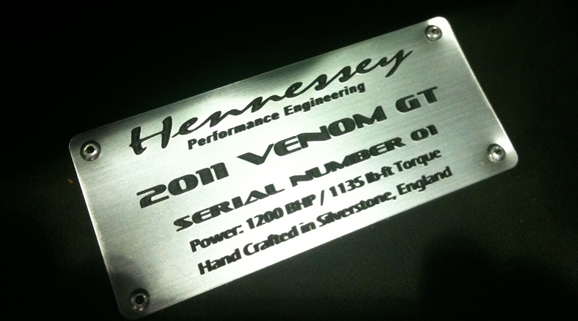 Hennessey
Performance Engineering
2011 VENOM GT
SERIAL NUMBER 01
Power: 1200 BHP / 1135 lb-ft Torque
Hand Crafted in Silverstone, England